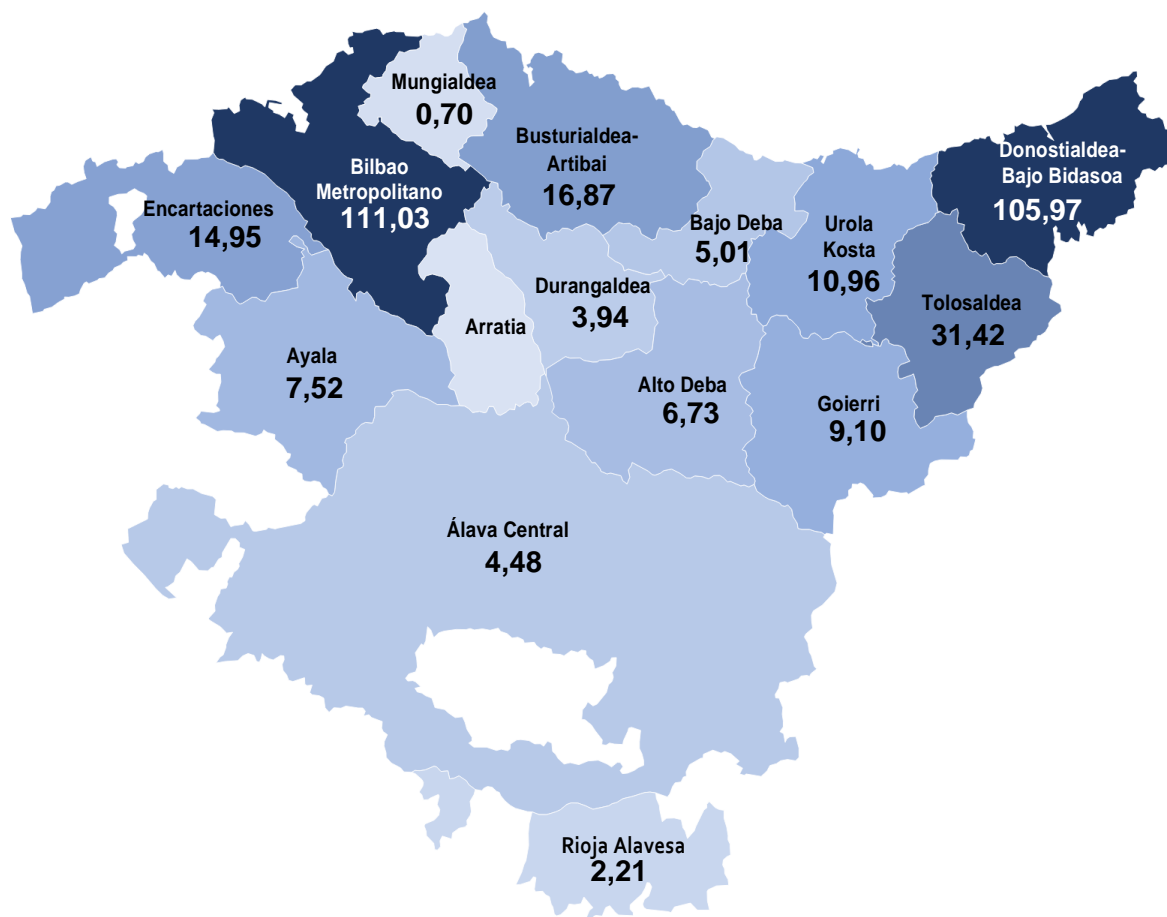 Mungialdea
0,70
Busturialdea-
Artibai
16,87
Donostialdea-
Bajo Bidasoa
105,97
Bilbao
Metropolitano
111,03
Encartaciones
14,95
Bajo Deba
5,01
Urola
Kosta
10,96
Durangaldea
3,94
Tolosaldea
31,42
Arratia
Ayala
7,52
Alto Deba
6,73
Goierri
9,10
Álava Central
4,48
Rioja Alavesa
2,21